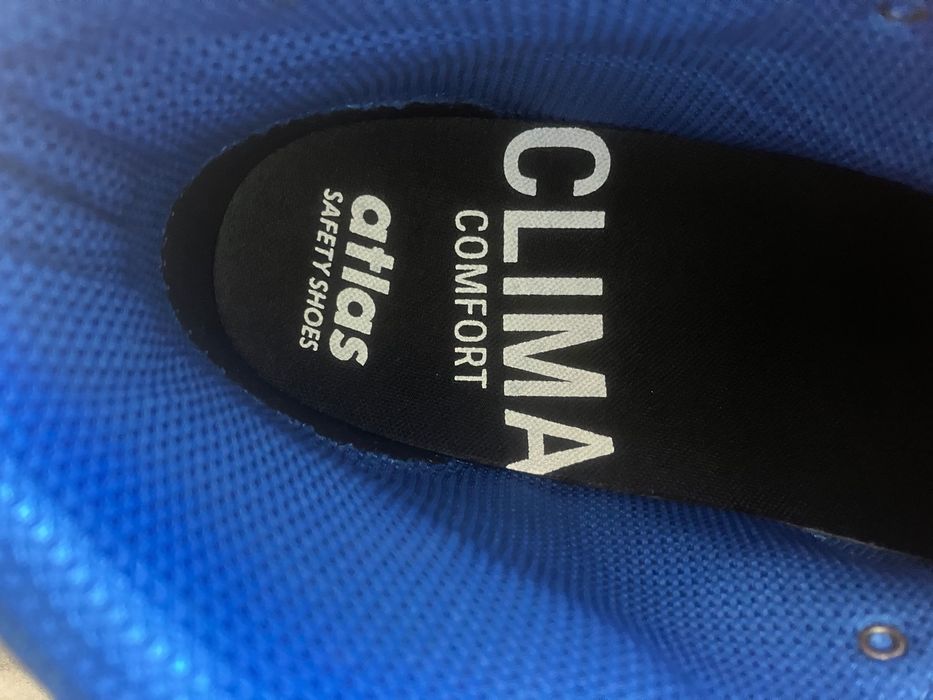 CLIMA
COMFORT
atlas
SAFETY SHOES